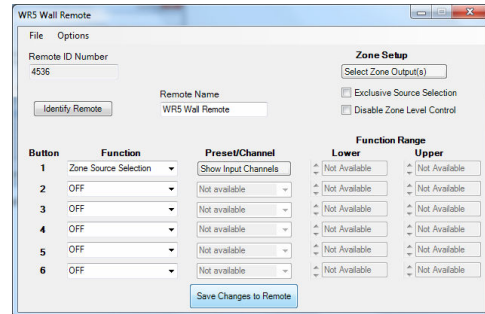 WR5 Wall Remote
File Options
Remote ID Number
4536
Zone Setup
Select Zone Output(s)
Exclusive Source Selection
Disable Zone Level Control
Identify Remote
Remote Name
WR5 Wall Remote
Function Range
Button Function Preset/Channel Lower Upper
1 Zone Source Selection Show Input Channels Not Available Not Available
2 OFF Not available Not Available Not Available
3 OFF Not available Not Available Not Available
4 OFF Not available Not Available Not Available
5 OFF Not available Not Available Not Available
6 OFF Not available Not Available Not Available
Save Changes to Remote